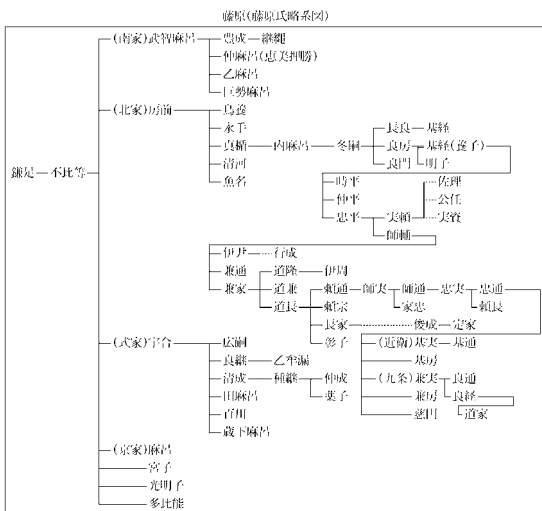 藤原(藤原氏略系図)
(南家)武智麻呂 豊成 継縄
仲麻呂(恵美押勝)
乙麻呂
巨勢麻呂
(北家)房前 鳥養
永手 長良 基経
真楯 内麻呂 冬嗣 良房 基経(養子)
鎌足 不比等 清河 良門 明子
魚名 時平 佐理
仲平 公任
忠平 実頼 実資
師輔
伊尹 行成
兼通 道隆 伊周
兼家 道兼 頼通 師実 師通 忠実 忠通
道長 頼宗 家忠 頼長
長家 俊成 定家
(武家)宇合 広嗣 彰子 (近衛)基実 基通
良継 乙牟漏 基房
清成 種継 仲成 (九条)兼実 良通
田麻呂 葉子 兼房 良経
百川 慈円 道家
蔵下麻呂
(京家)麻呂
宮子
光明子
多比能